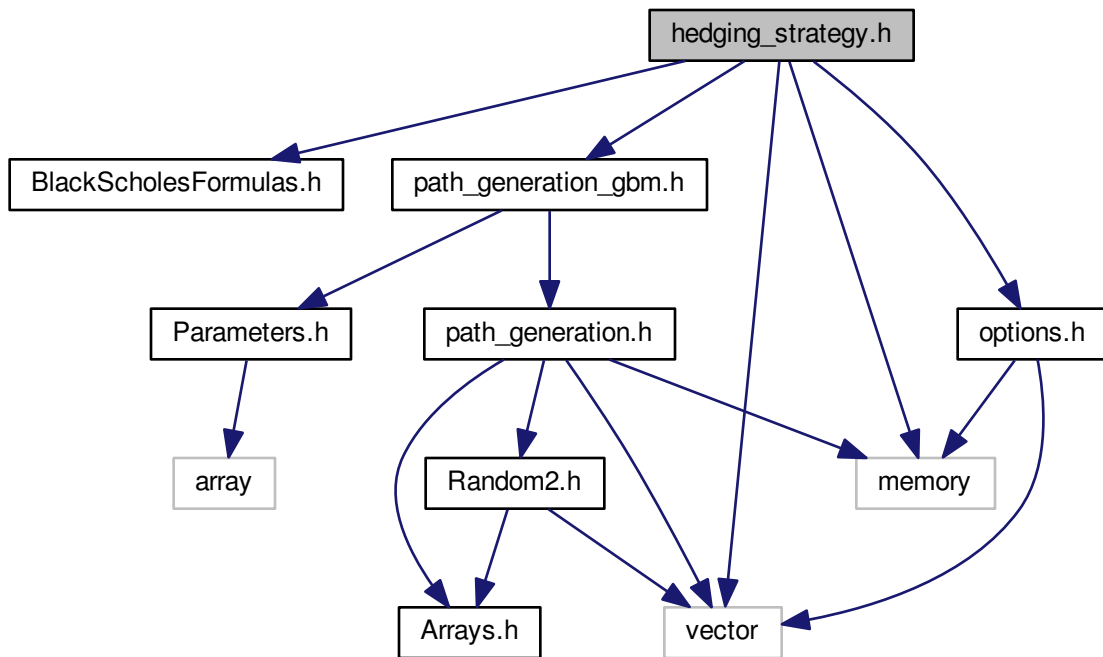 hedging_strategy.h
BlackScholesFormulas.h
path_generation_gbm.h
Parameters.h
path_generation.h
options.h
array
Random2.h
memory
Arrays.h
vector